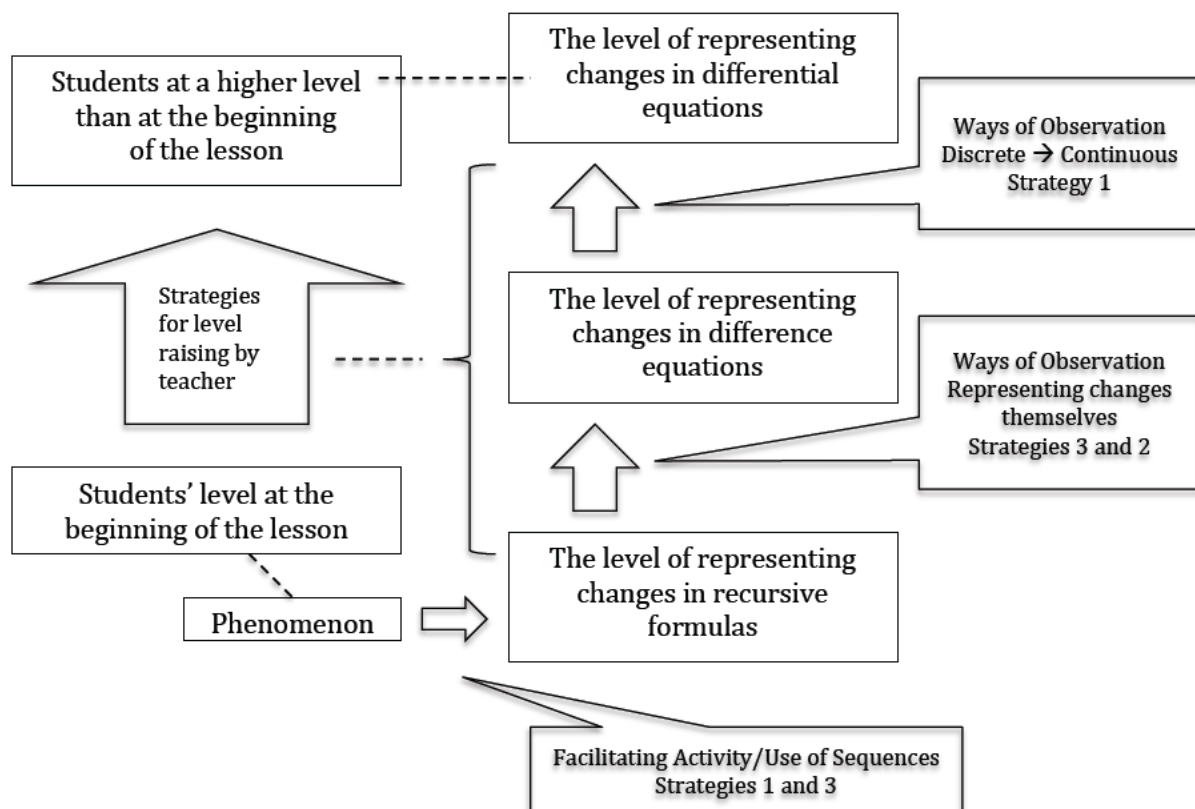 The level of representing
changes in differential
equations
Students at a higher level
than at the beginning
of the lesson
Ways of Observation
Discrete → Continuous
Strategy 1
Strategies
for level
raising by
teacher
The level of representing
changes in difference
equations
Ways of Observation
Representing changes
themselves
Strategies 3 and 2
Students’ level at the
beginning of the lesson
The level of representing
changes in recursive
formulas
Phenomenon
Facilitating Activity/Use of Sequences
Strategies 1 and 3